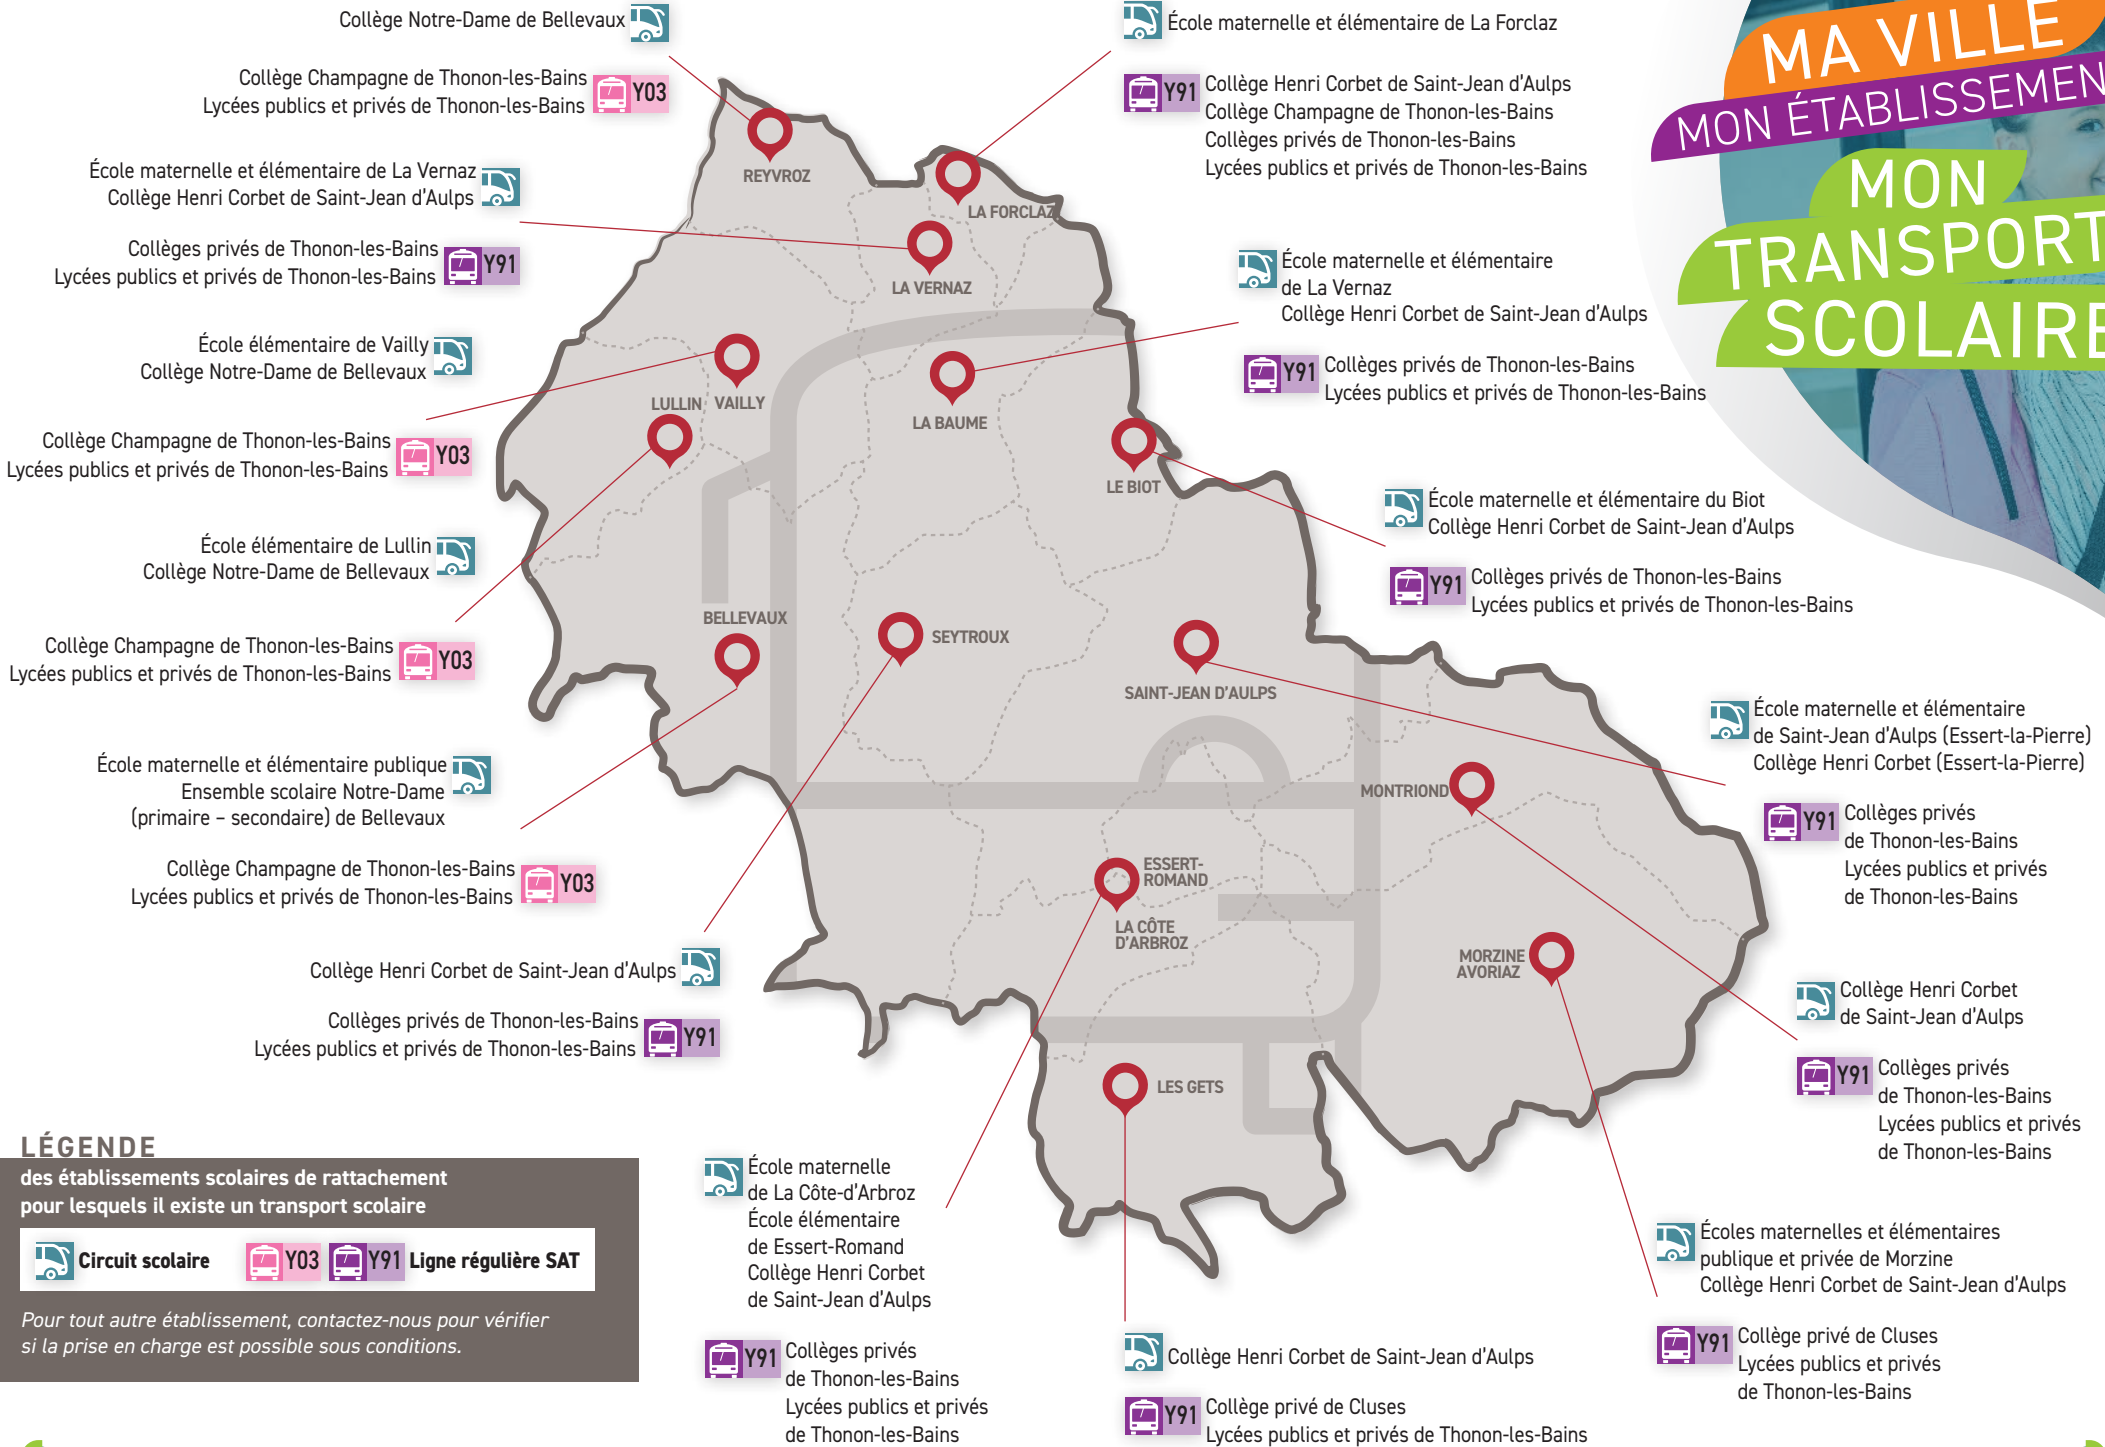 MA VILLE
MON ÉTABLISSEMEN
MON
TRANSPORT
SCOLAIRE
Collège Notre-Dame de Bellevaux
Collège Champagne de Thonon-les-Bains
Lycées publics et privés de Thonon-les-Bains
Y03
École maternelle et élémentaire de La Vernaz
Collège Henri Corbet de Saint-Jean d'Aulps
Collèges privés de Thonon-les-Bains
Lycées publics et privés de Thonon-les-Bains
Y91
École élémentaire de Vailly
Collège Notre-Dame de Bellevaux
Collège Champagne de Thonon-les-Bains
Lycées publics et privés de Thonon-les-Bains
Y03
École élémentaire de Lullin
Collège Notre-Dame de Bellevaux
Collège Champagne de Thonon-les-Bains
Lycées publics et privés de Thonon-les-Bains
Y03
École maternelle et élémentaire publique
Ensemble scolaire Notre-Dame
(primaire – secondaire) de Bellevaux
Collège Champagne de Thonon-les-Bains
Lycées publics et privés de Thonon-les-Bains
Y03
Collège Henri Corbet de Saint-Jean d'Aulps
Collèges privés de Thonon-les-Bains
Lycées publics et privés de Thonon-les-Bains
Y91
École maternelle et élémentaire de La Forclaz
Y91
Collège Henri Corbet de Saint-Jean d'Aulps
Collège Champagne de Thonon-les-Bains
Collèges privés de Thonon-les-Bains
Lycées publics et privés de Thonon-les-Bains
École maternelle et élémentaire
de La Vernaz
Collège Henri Corbet de Saint-Jean d'Aulps
Y91
Collèges privés de Thonon-les-Bains
Lycées publics et privés de Thonon-les-Bains
École maternelle et élémentaire du Biot
Collège Henri Corbet de Saint-Jean d'Aulps
Y91
Collèges privés de Thonon-les-Bains
Lycées publics et privés de Thonon-les-Bains
École maternelle et élémentaire
de Saint-Jean d'Aulps (Essert-la-Pierre)
Collège Henri Corbet (Essert-la-Pierre)
Y91
Collèges privés
de Thonon-les-Bains
Lycées publics et privés
de Thonon-les-Bains
Collège Henri Corbet
de Saint-Jean d'Aulps
Y91
Collèges privés
de Thonon-les-Bains
Lycées publics et privés
de Thonon-les-Bains
Écoles maternelles et élémentaires
publique et privée de Morzine
Collège Henri Corbet de Saint-Jean d'Aulps
Y91
Collège privé de Cluses
Lycées publics et privés
de Thonon-les-Bains
École maternelle
de La Côte-d'Arbroz
École élémentaire
de Essert-Romand
Collège Henri Corbet
de Saint-Jean d'Aulps
Y91
Collèges privés
de Thonon-les-Bains
Lycées publics et privés
de Thonon-les-Bains
Collège Henri Corbet de Saint-Jean d'Aulps
Y91
Collège privé de Cluses
Lycées publics et privés de Thonon-les-Bains
REYVROZ
LA FORCLAZ
LA VERNAZ
LULLIN
VAILLY
LA BAUME
LE BIOT
BELLEVAUX
SEYTROUX
SAINT-JEAN D'AULPS
MONTRIOND
ESSERT-
ROMAND
LA CÔTE
D'ARBROZ
MORZINE
AVORIAZ
LES GETS
LÉGENDE
des établissements scolaires de rattachement
pour lesquels il existe un transport scolaire
Circuit scolaire
Y03
Y91
Ligne régulière SAT
Pour tout autre établissement, contactez-nous pour vérifier
si la prise en charge est possible sous conditions.